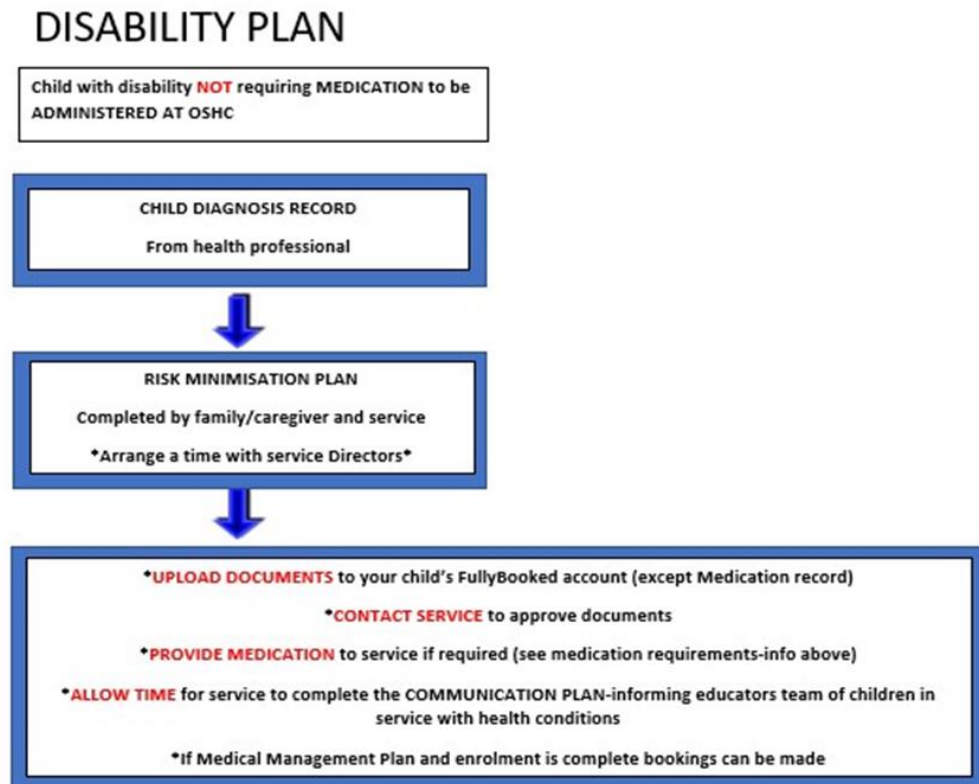 DISABILITY PLAN
Child with disability NOT requiring MEDICATION to be
ADMINISTERED AT OSHC
CHILD DIAGNOSIS RECORD
From health professional
RISK MINIMISATION PLAN
Completed by family/caregiver and service
*Arrange a time with service Directors*
*UPLOAD DOCUMENTS to your child's FullyBooked account (except Medication record)
*CONTACT SERVICE to approve documents
*PROVIDE MEDICATION to service if required (see medication requirements-info above)
*ALLOW TIME for service to complete the COMMUNICATION PLAN-informing educators team of children in
service with health conditions
*If Medical Management Plan and enrolment is complete bookings can be made